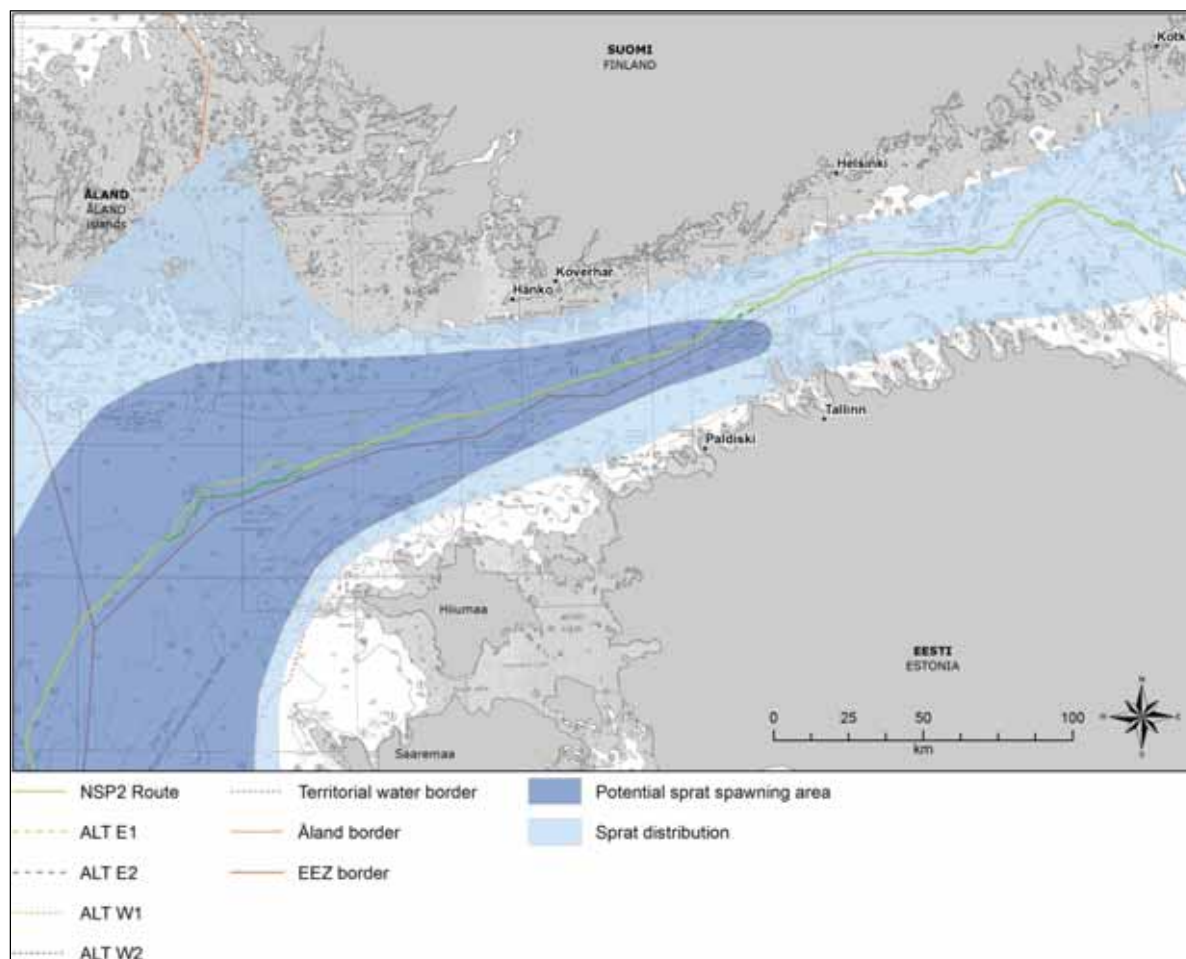 SUOMI
FINLAND
Kotk
Helsinki
ÅLAND
ÅLAND
islands
Koverhar
Hanko
Tallinn
Paldiski
Hiiumaa
EESTI
ESTONIA
Saaremaa
N
S
0 25 50 100
km
NSP2 Route
ALT E1
ALT E2
ALT W1
ALT W2
Territorial water border
Åland border
EEZ border
Potential sprat spawning area
Sprat distribution